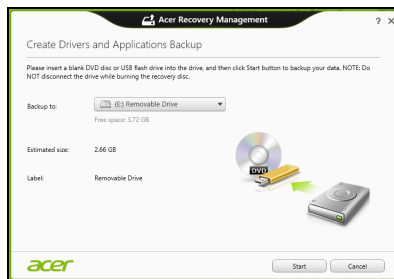 Acer Recovery Management
? X
Create Drivers and Applications Backup
Please insert a blank DVD disc or USB flash drive into the drive, and then click Start button to backup your data. NOTE: Do
NOT disconnect the drive while burning the recovery disc.
Backup to: (E:) Removable Drive
Free space: 3.72 GB
Estimated size: 2.66 GB
DVD
Label: Removable Drive
acer Start Cancel